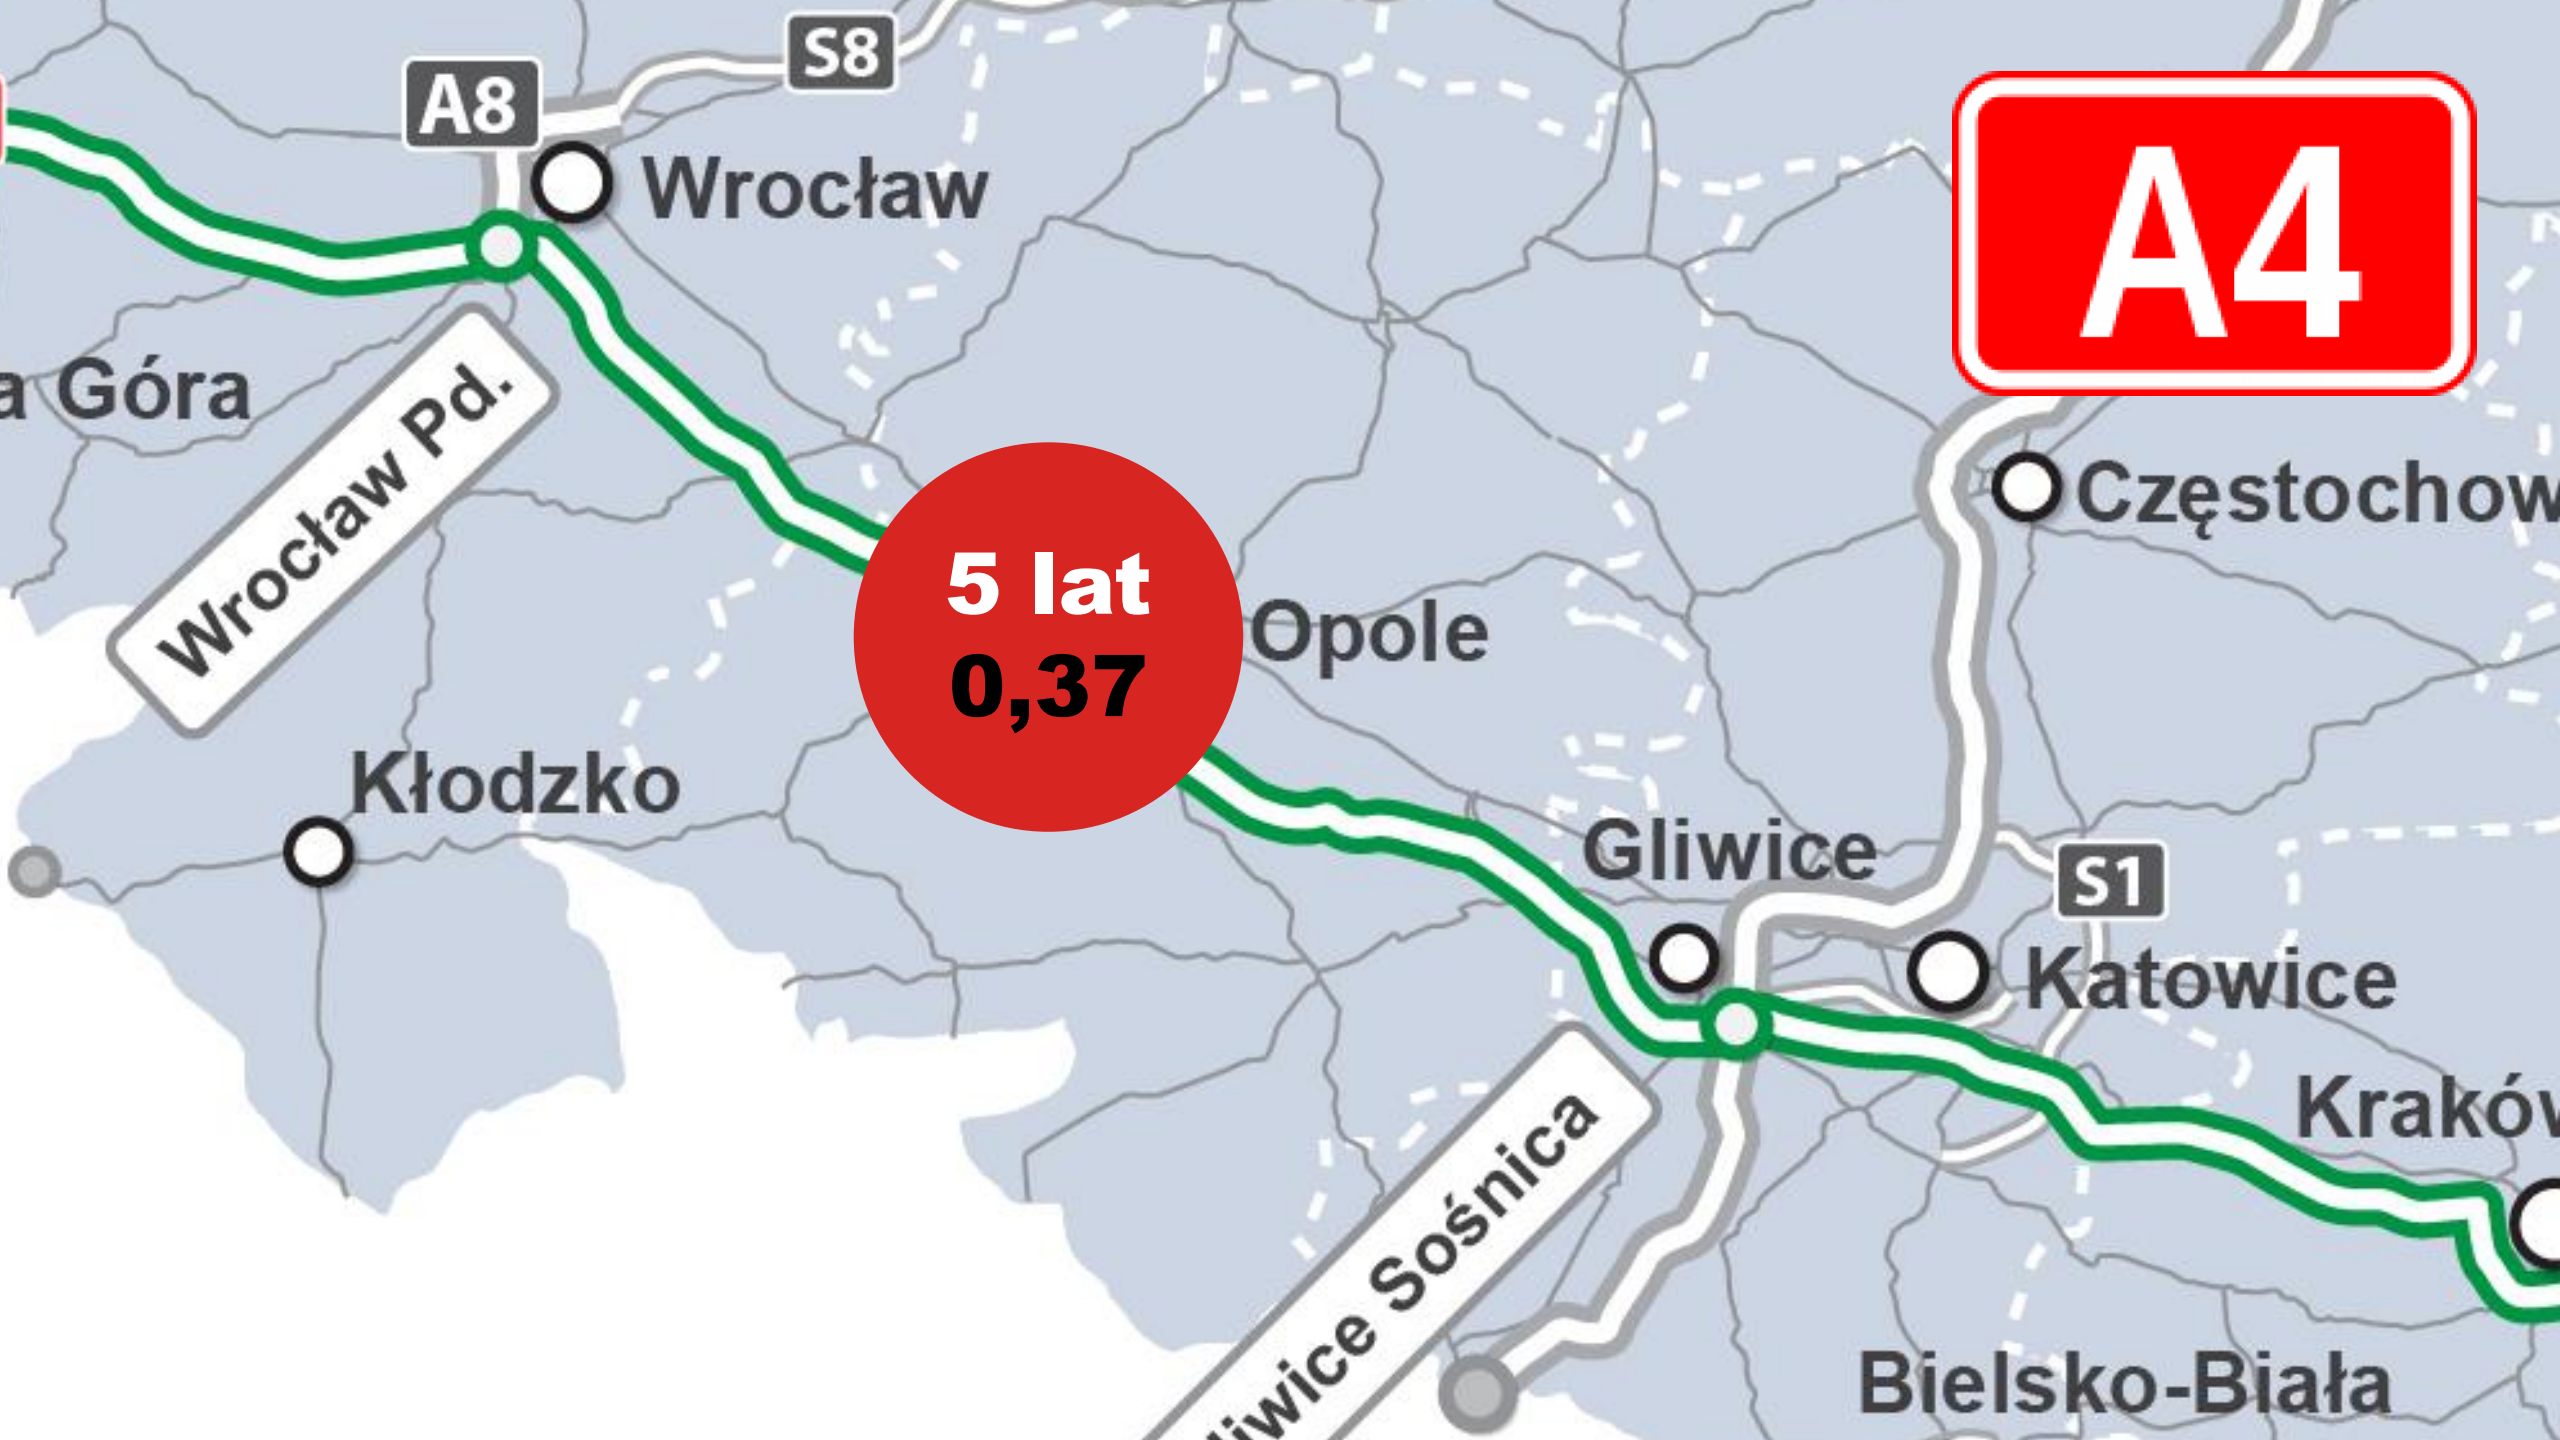 S8
A8
A4
Wrocław
a Góra
Wrocław Pd.
Częstochow
5 lat
0,37
Opole
Kłodzko
Gliwice
S1
Katowice
Kraków
liwice Sośnica
Bielsko-Biała